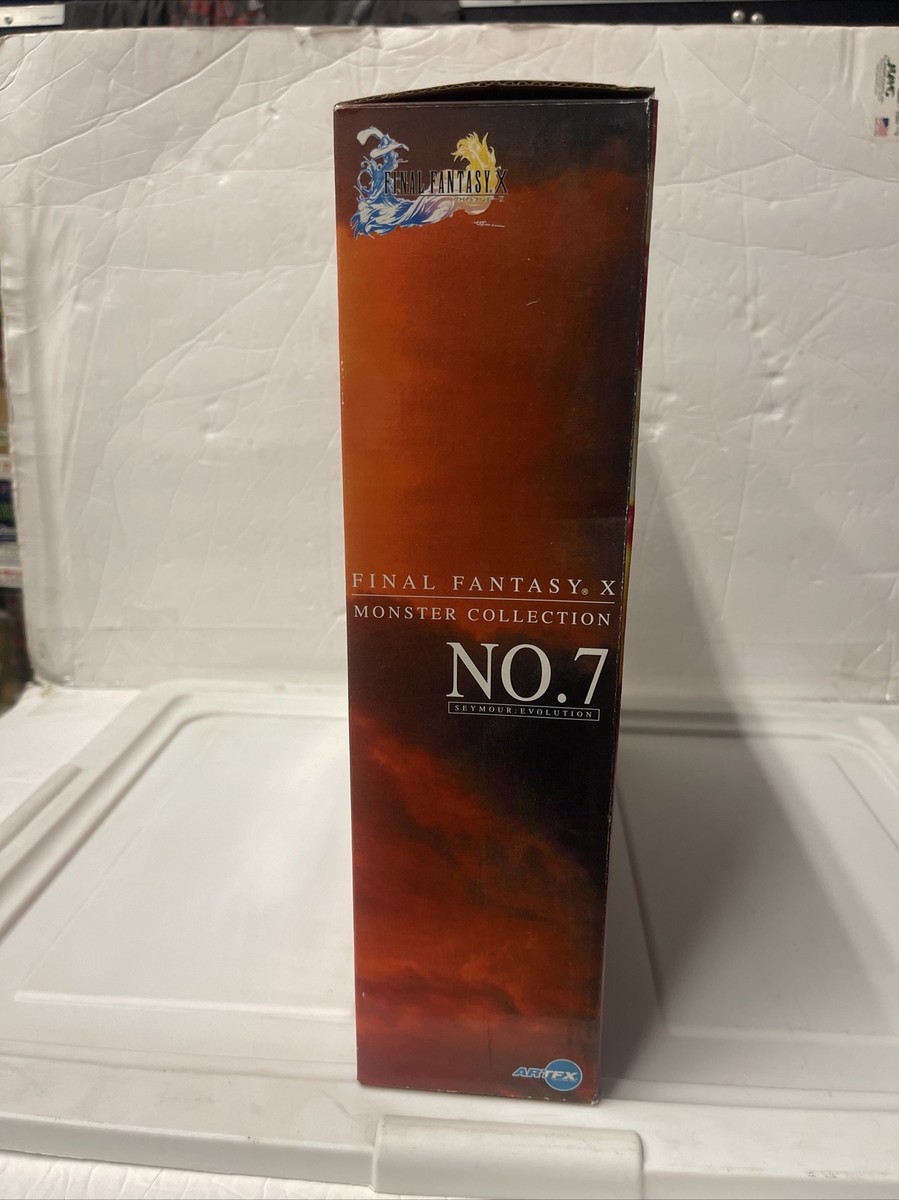 FINAL FANTASY X
FINAL FANTASY® X
MONSTER COLLECTION
NO.7
SEYMOUR:EVOLUTION
ARTFX